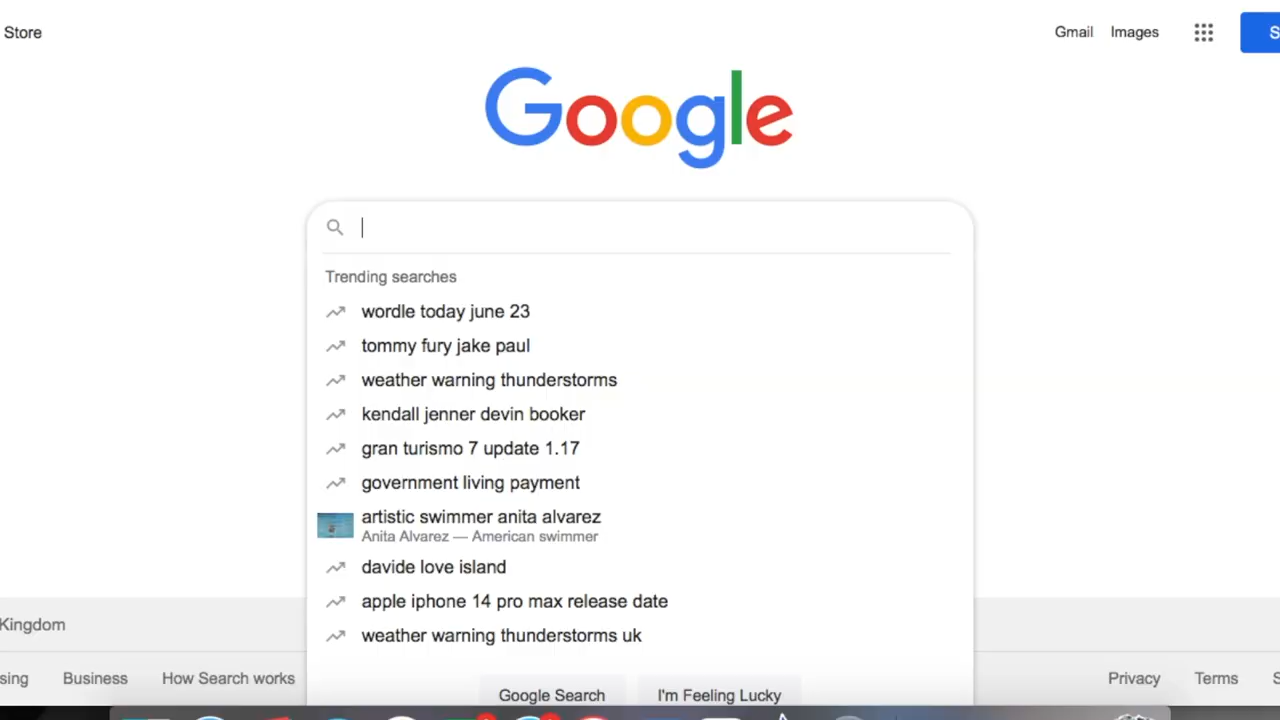 Store
Gmail
Images
Google
Trending searches
wordle today june 23
tommy fury jake paul
weather warning thunderstorms
kendall jenner devin booker
gran turismo 7 update 1.17
government living payment
artistic swimmer anita alvarez
Anita Alvarez — American swimmer
davide love island
apple iphone 14 pro max release date
weather warning thunderstorms uk
Google Search
I'm Feeling Lucky
Kingdom
sing
Business
How Search works
Privacy
Terms